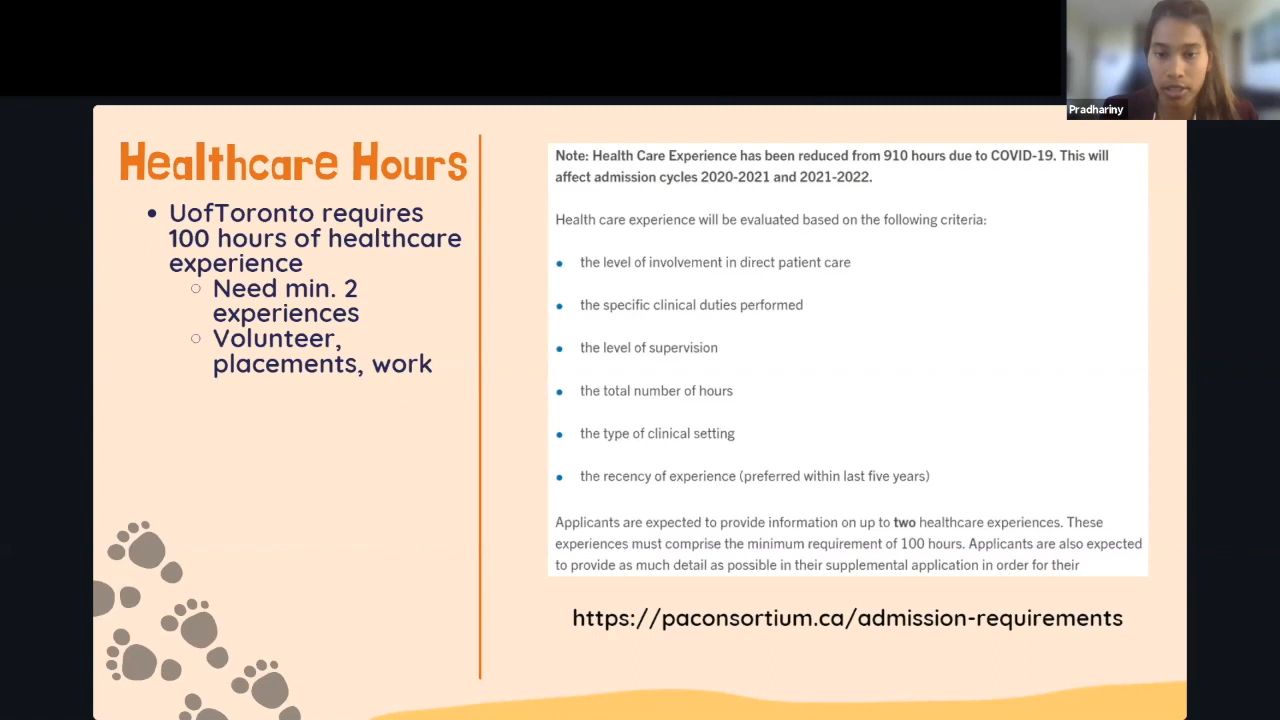 Pradhariny
Healthcare Hours
UofToronto requires
100 hours of healthcare
experience
Need min. 2
experiences
Volunteer,
placements, work
Note: Health Care Experience has been reduced from 910 hours due to COVID-19. This will
affect admission cycles 2020-2021 and 2021-2022.
Health care experience will be evaluated based on the following criteria:
the level of involvement in direct patient care
the specific clinical duties performed
the level of supervision
the total number of hours
the type of clinical setting
the recency of experience (preferred within last five years)
Applicants are expected to provide information on up to two healthcare experiences. These
experiences must comprise the minimum requirement of 100 hours. Applicants are also expected
to provide as much detail as possible in their supplemental application in order for their
https://paconsortium.ca/admission-requirements